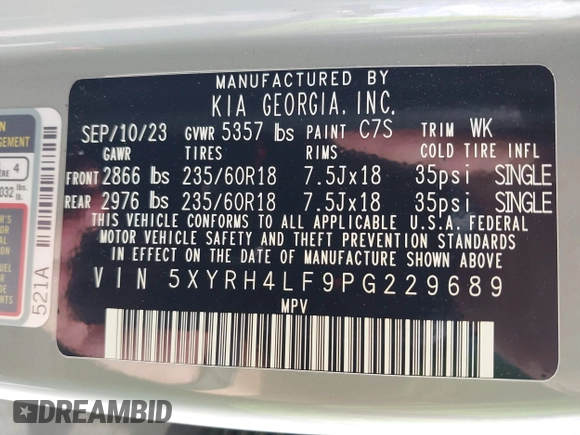 MANUFACTURED BY
KIA GEORGIA, INC.
SEP/10/23 GVWR 5357 lbs PAINT C7S TRIM WK
GAWR TIRES RIMS COLD TIRE INFL
FRONT 2866 lbs 235/60R18 7.5Jx18 35psi SINGLE
REAR 2976 lbs 235/60R18 7.5Jx18 35psi SINGLE
THIS VEHICLE CONFORMS TO ALL APPLICABLE U.S.A. FEDERAL
MOTOR VEHICLE SAFETY AND THEFT PREVENTION STANDARDS
IN EFFECT ON THE DATE OF MANUFACTURE SHOWN ABOVE.
VIN 5XYRH4LF9PG229689
MPV
521A
4
lbs.
DREAMBID